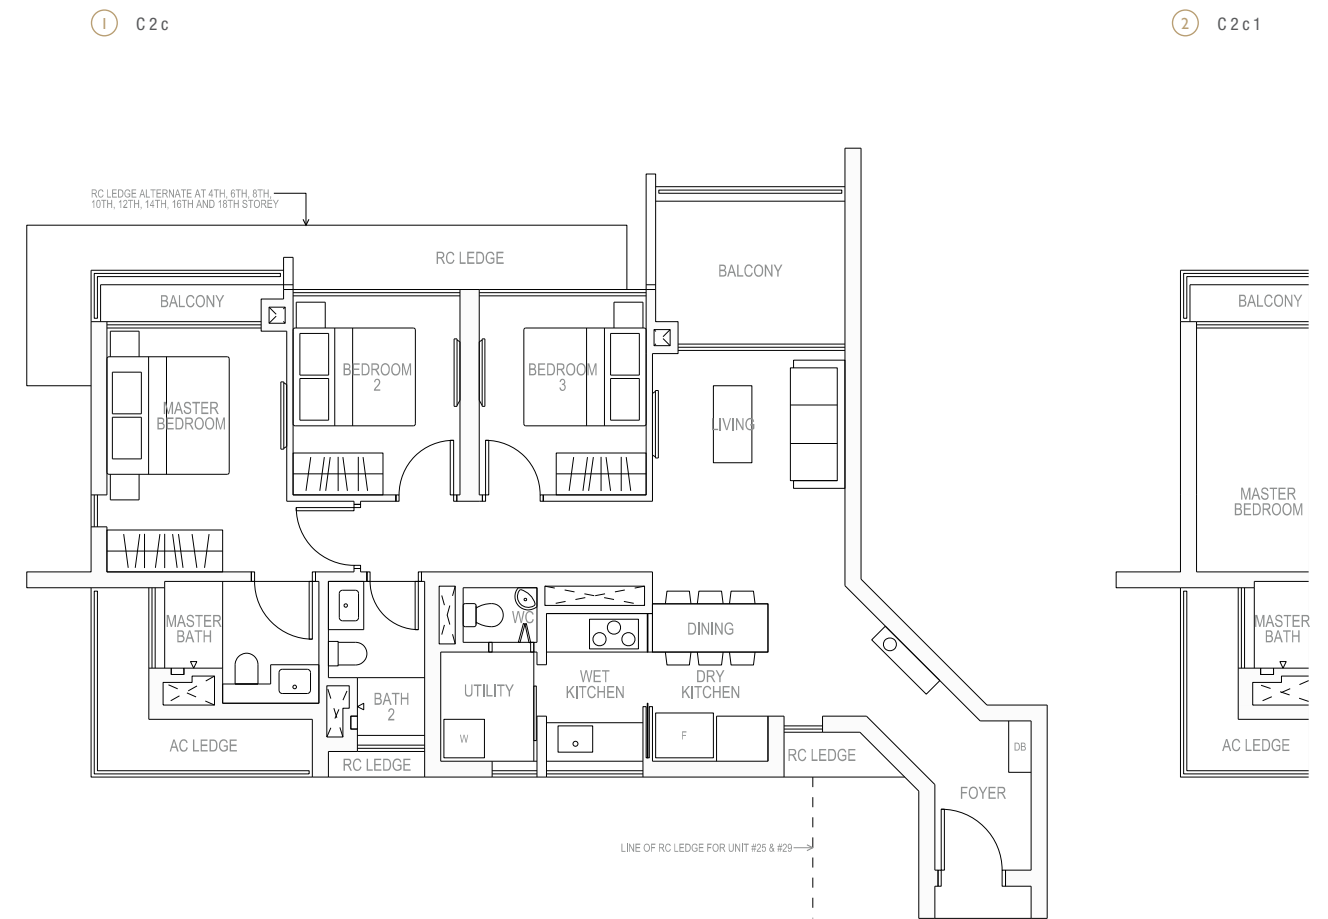 1 C2c
2 C2c1
RC LEDGE ALTERNATE AT 4TH, 6TH, 8TH,
10TH, 12TH, 14TH, 16TH AND 18TH STOREY
RC LEDGE
BALCONY
BALCONY
BEDROOM
2
BEDROOM
3
MASTER
BEDROOM
LIVING
MASTER
BATH
WC
DINING
UTILITY
WET
KITCHEN
DRY
KITCHEN
BATH
2
W
F
AC LEDGE
RC LEDGE
RC LEDGE
DB
FOYER
LINE OF RC LEDGE FOR UNIT #25 & #29
BALCONY
MASTER
BEDROOM
MASTER
BATH
AC LEDGE